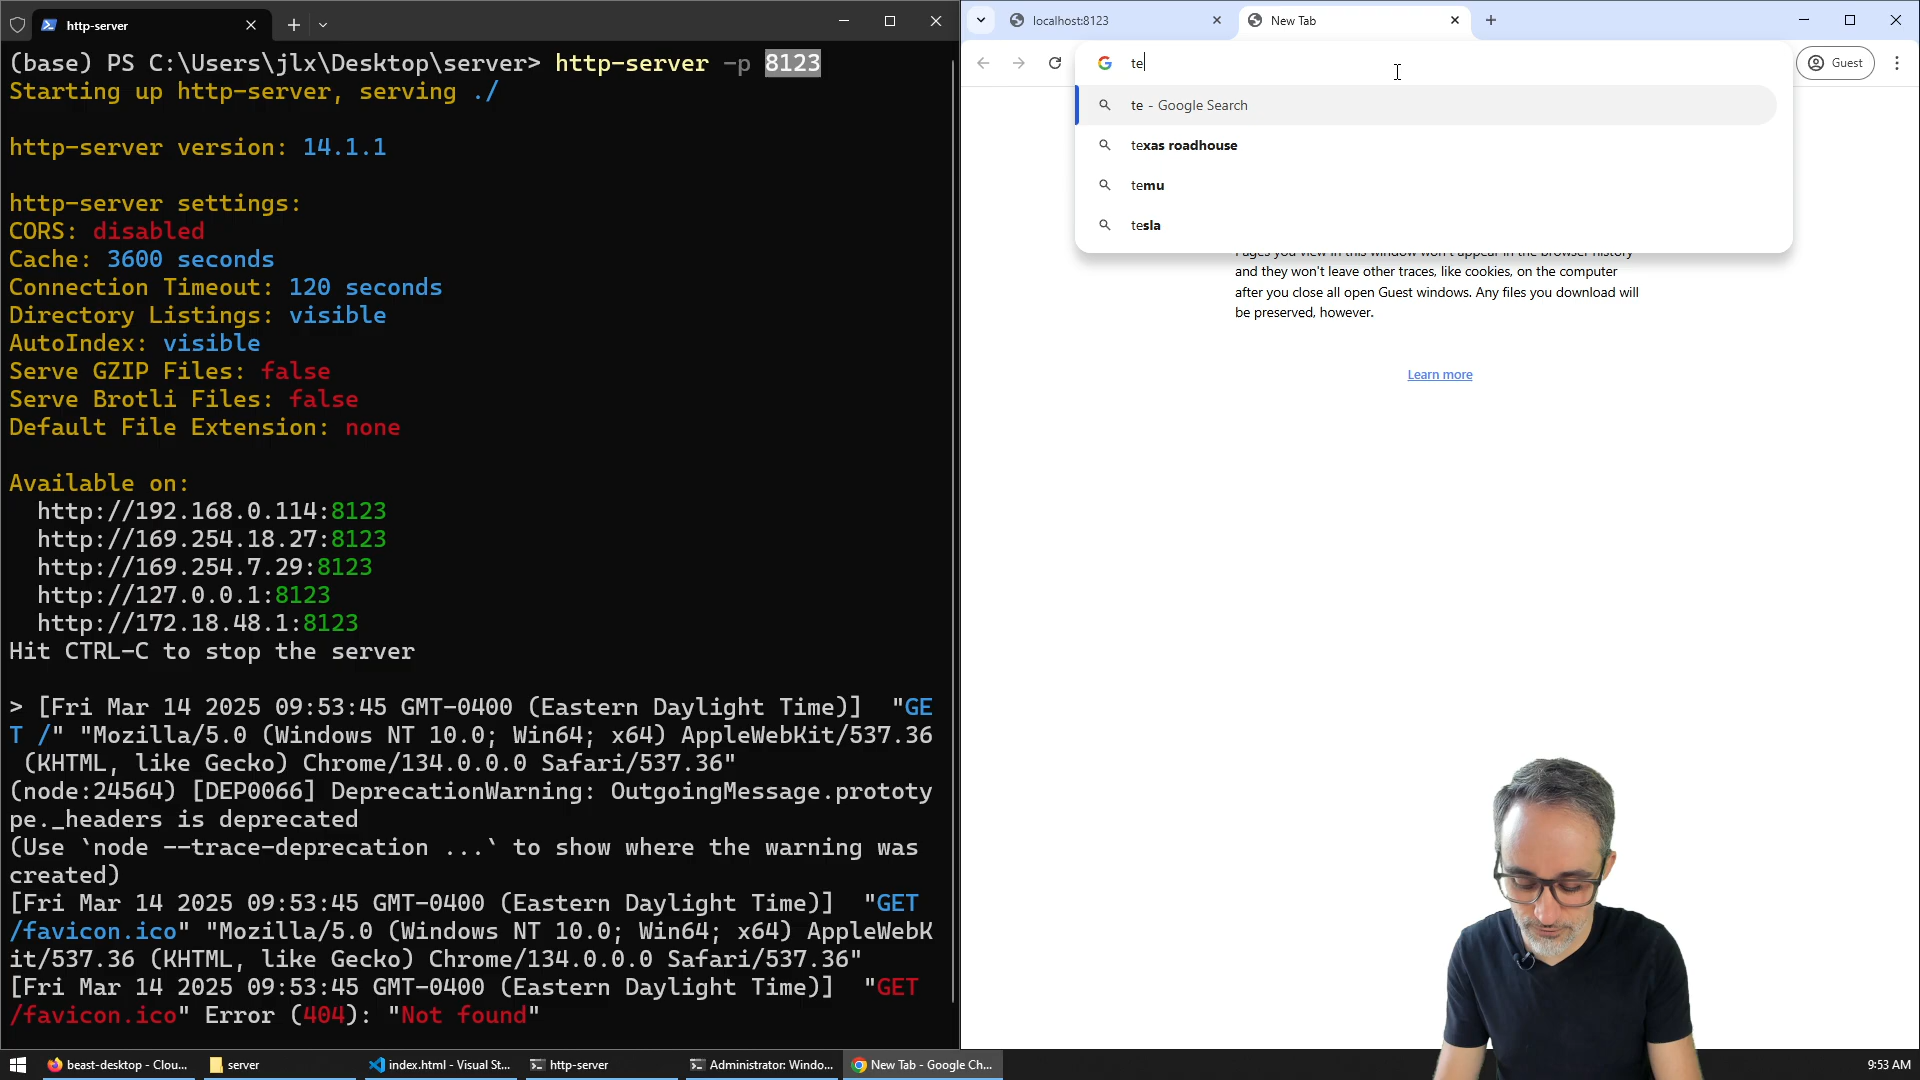 http-server
(base) PS C:\Users\jlx\Desktop\server> http-server -p 8123
Starting up http-server, serving ./
http-server version: 14.1.1
http-server settings:
CORS: disabled
Cache: 3600 seconds
Connection Timeout: 120 seconds
Directory Listings: visible
AutoIndex: visible
Serve GZIP Files: false
Serve Brotli Files: false
Default File Extension: none
Available on:
http://192.168.0.114:8123
http://169.254.18.27:8123
http://169.254.7.29:8123
http://127.0.0.1:8123
http://172.18.48.1:8123
Hit CTRL-C to stop the server
> [Fri Mar 14 2025 09:53:45 GMT-0400 (Eastern Daylight Time)]  "GE
T /" "Mozilla/5.0 (Windows NT 10.0; Win64; x64) AppleWebKit/537.36
(KHTML, like Gecko) Chrome/134.0.0.0 Safari/537.36"
(node:24564) [DEP0066] DeprecationWarning: OutgoingMessage.prototy
pe._headers is deprecated
(Use `node --trace-deprecation ...` to show where the warning was
created)
[Fri Mar 14 2025 09:53:45 GMT-0400 (Eastern Daylight Time)]  "GET
/favicon.ico" "Mozilla/5.0 (Windows NT 10.0; Win64; x64) AppleWebK
it/537.36 (KHTML, like Gecko) Chrome/134.0.0.0 Safari/537.36"
[Fri Mar 14 2025 09:53:45 GMT-0400 (Eastern Daylight Time)]  "GET
/favicon.ico" Error (404): "Not found"
localhost:8123
New Tab
te
Guest
te - Google Search
texas roadhouse
temu
tesla
Pages you view in this window won't appear in the browser history
and they won't leave other traces, like cookies, on the computer
after you close all open Guest windows. Any files you download will
be preserved, however.
Learn more
beast-desktop - Clou...
server
index.html - Visual St...
http-server
Administrator: Windo...
New Tab - Google Ch...
9:53 AM